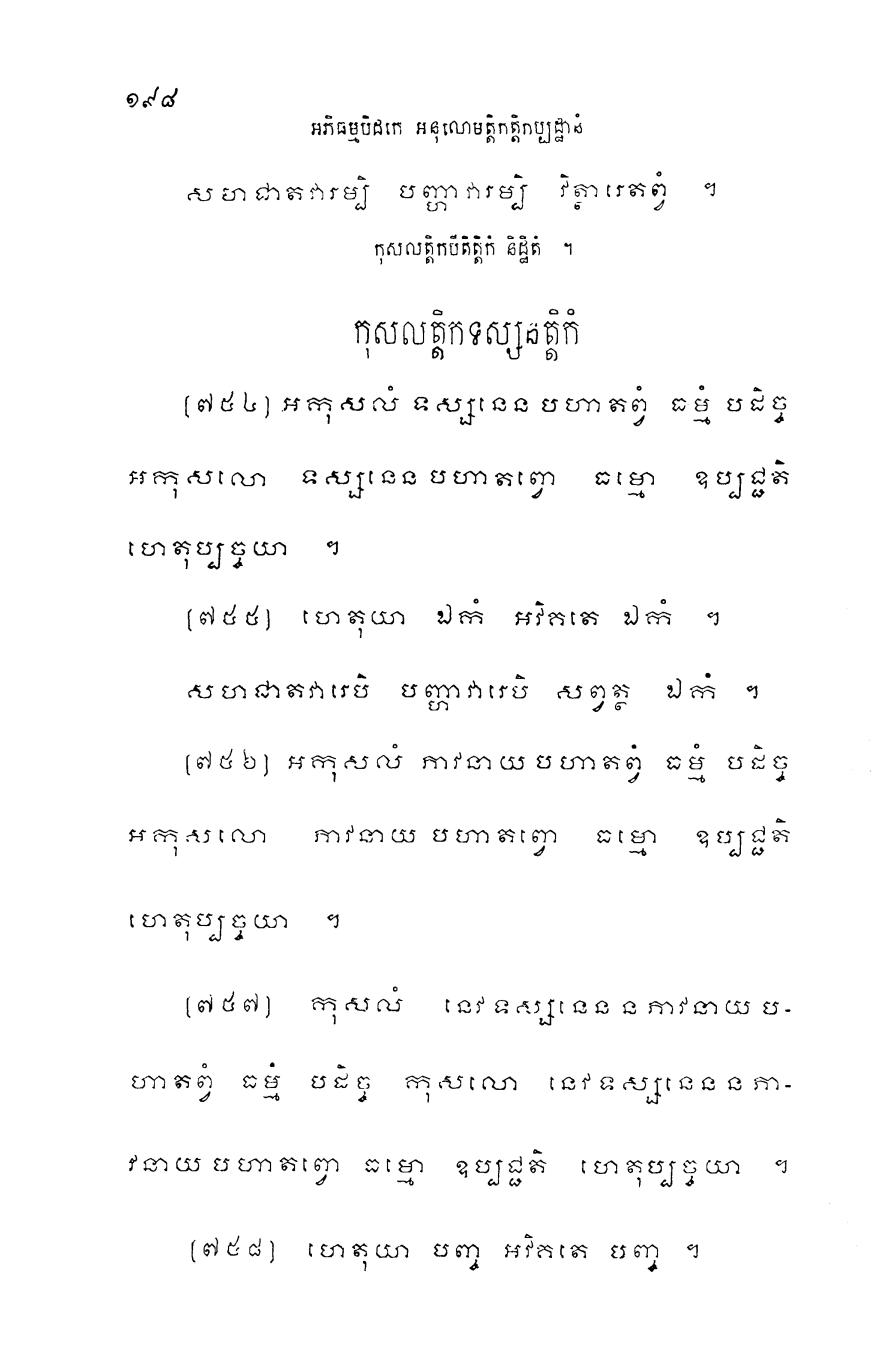 ១៩៨
អភិធម្មបិដកេ អនុលោមត្តិកត្តិកប្បដ្ឋានំ
សហជាតវារម្បិ បញ្ហាវារម្បិ វិត្ថារេតព្វំ ។
កុសលត្តិកបីតិត្តិកំ និដ្ឋិតំ ។
កុសលត្តិកទស្សនត្តិកំ
[៧៥៤] អកុសលំ ទស្សនេនបហាតព្វំ ធម្មំ បដិច្ច
អកុសលោ ទស្សនេនបហាតព្វោ ធម្មោ ឧប្បជ្ជតិ
ហេតុប្បច្ចយា ។
[៧៥៥] ហេតុយា ឯកំ អវិគតេ ឯកំ ។
សហជាតវារេបិ បញ្ហាវារេបិ សព្វត្ថ ឯកំ ។
[៧៥៦] អកុសលំ ភាវនាយបហាតព្វំ ធម្មំ បដិច្ច
អកុសលោ ភាវនាយបហាតព្វោ ធម្មោ ឧប្បជ្ជតិ
ហេតុប្បច្ចយា ។
[៧៥៧] កុសលំ នេវទស្សនេននភាវនាយប-
ហាតព្វំ ធម្មំ បដិច្ច កុសលោ នេវទស្សនេននភា-
វនាយបហាតព្វោ ធម្មោ ឧប្បជ្ជតិ ហេតុប្បច្ចយា ។
[៧៥៨] ហេតុយា បញ្ច អវិគតេ បញ្ច ។